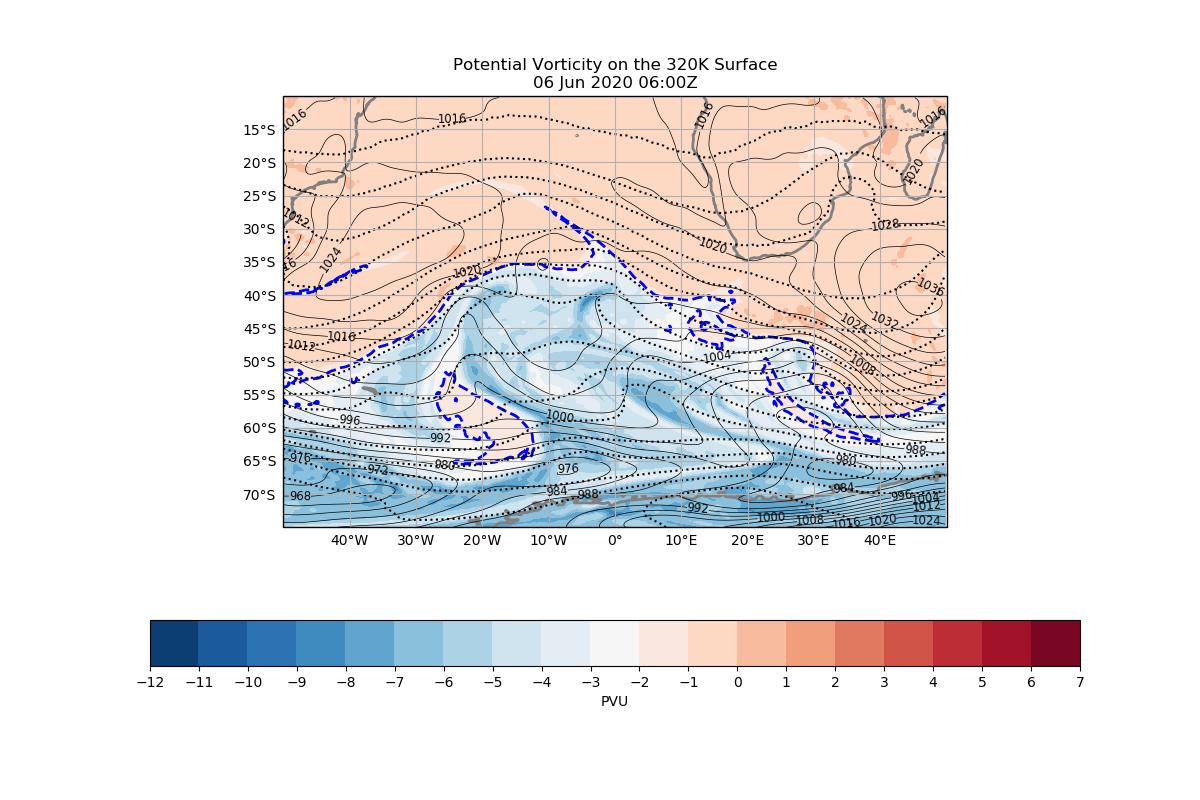 Potential Vorticity on the 320K Surface
06 Jun 2020 06:00Z
1016
1016
1016
1016
15°S
20°S
1020
25°S
1012
1028
30°S
1020
35°S
16
1024
1020
1036
40°S
1024
1032
45°S
1016
1012
1004
1008
50°S
55°S
996
1000
60°S
992
988
65°S
976
972
980
976
980
70°S
968
984
988
992
984
996
1004
1012
1000
1008
1016
1020
1024
40°W 30°W 20°W 10°W 0° 10°E 20°E 30°E 40°E
−12 −11 −10 −9 −8 −7 −6 −5 −4 −3 −2 −1 0 1 2 3 4 5 6 7
PVU